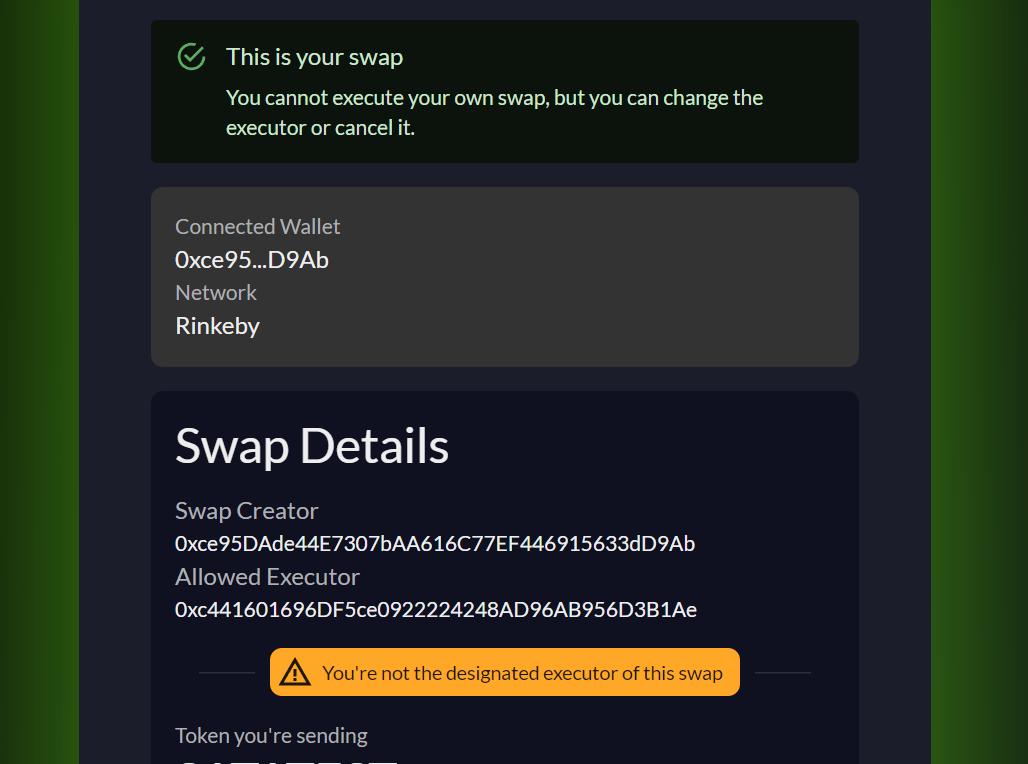 This is your swap
You cannot execute your own swap, but you can change the
executor or cancel it.
Connected Wallet
0xce95...D9Ab
Network
Rinkeby
Swap Details
Swap Creator
0xce95DAde44E7307bAA616C77EF446915633dD9Ab
Allowed Executor
0xc441601696DF5ce0922224248AD96AB956D3B1Ae
You're not the designated executor of this swap
Token you're sending